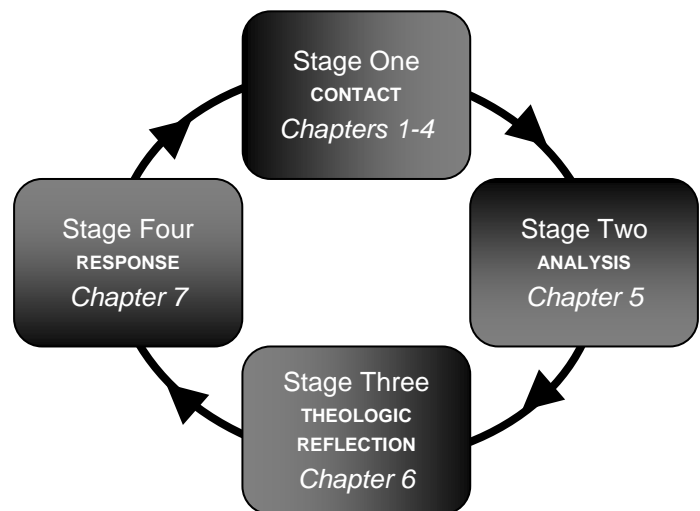 Stage One
CONTACT
Chapters 1-4
Stage Two
ANALYSIS
Chapter 5
Stage Three
THEOLOGIC
REFLECTION
Chapter 6
Stage Four
RESPONSE
Chapter 7